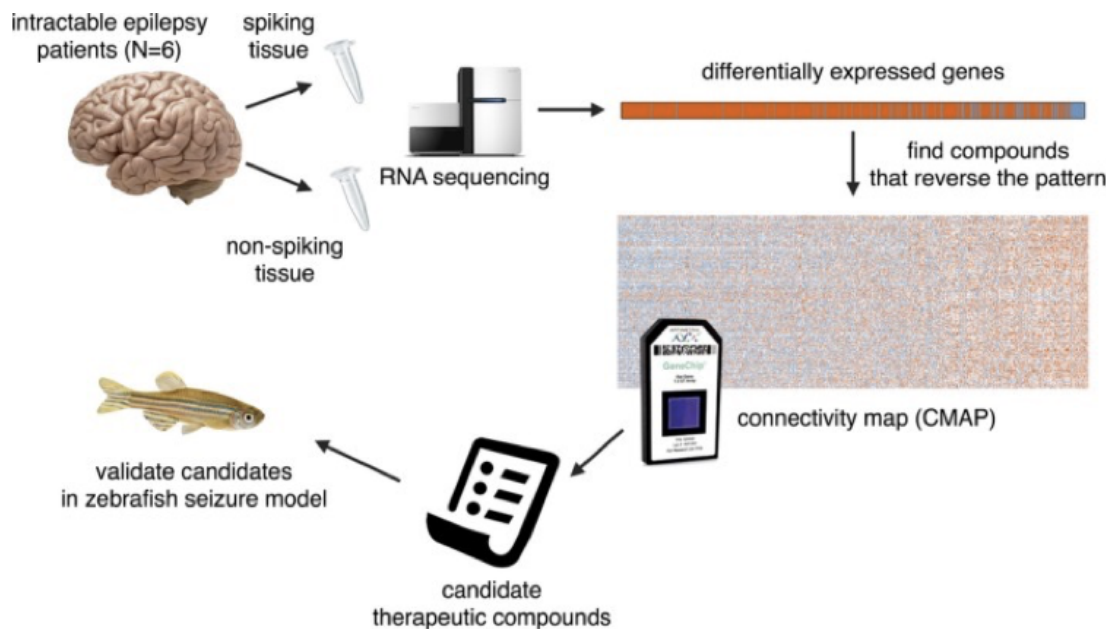 intractable epilepsy
patients (N=6)
spiking
tissue
non-spiking
tissue
RNA sequencing
differentially expressed genes
find compounds
that reverse the pattern
GeneChip
connectivity map (CMAP)
candidate
therapeutic compounds
validate candidates
in zebrafish seizure model